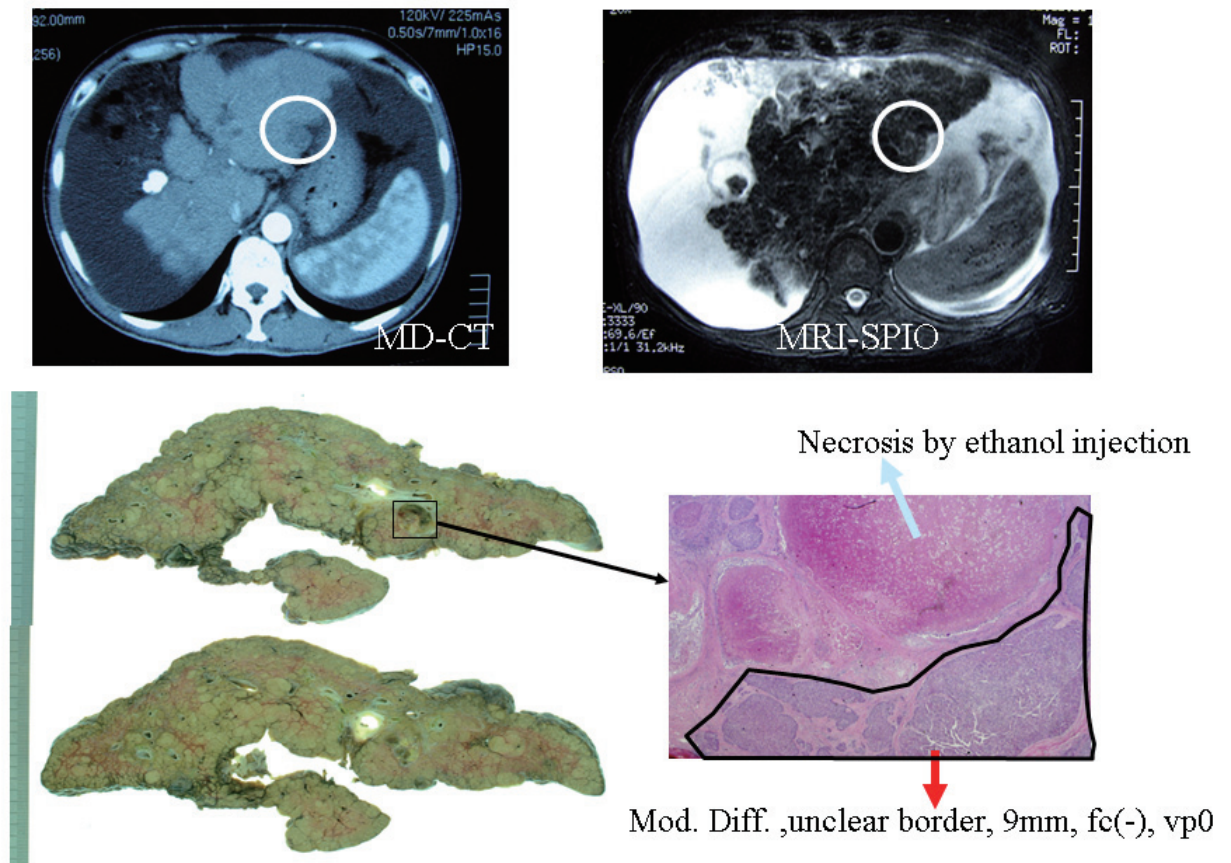 92.00mm
256)
120kV/ 225mAs
0.50s/7mm/1.0x16
HP15.0
MD-CT
Mag = 1
FL:
ROT:
E-XL/90
:3333
:69.6/Ef
:1/1 31.2kHz
MRI-SPIO
Necrosis by ethanol injection
Mod. Diff. ,unclear border, 9mm, fc(-), vp0